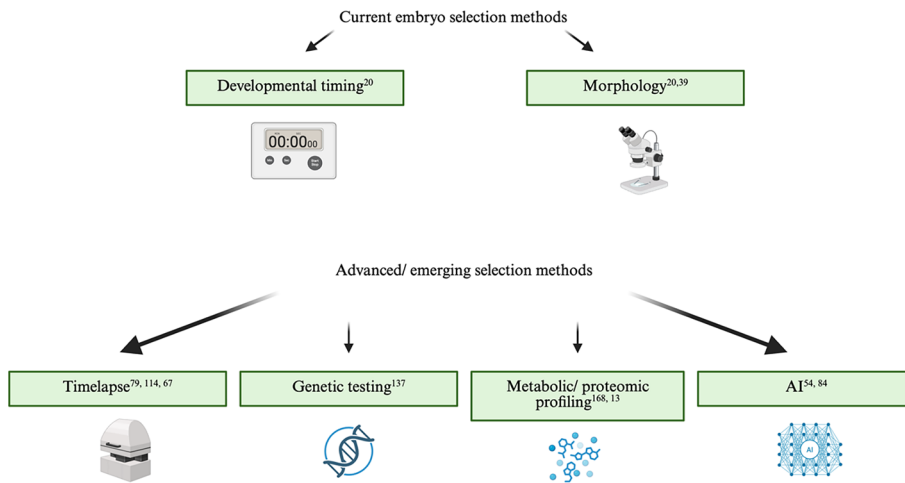 Current embryo selection methods
Developmental timing20
Morphology20,39
00:0000
Advanced/ emerging selection methods
Timelapse79, 114, 67
Genetic testing137
Metabolic/ proteomic
profiling168, 13
AI54, 84
AI